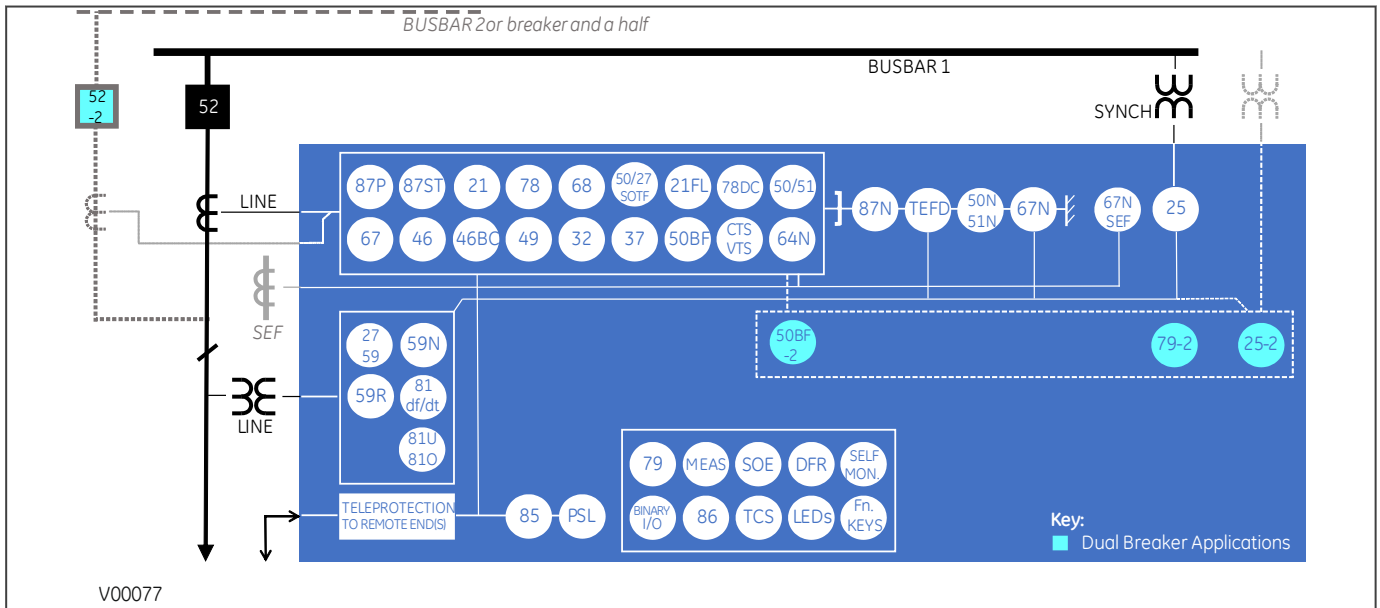 BUSBAR 2or breaker and a half
BUSBAR 1
52
-2
52
SYNCH
LINE
87P
87ST
21
78
68
50/27
SOTF
21FL
78DC
50/51
67
46
46BC
49
32
37
50BF
CTS
VTS
64N
87N
TEFD
50N
51N
67N
67N
SEF
25
SEF
27
59
59N
59R
81
df/dt
81U
81O
LINE
50BF
-2
79-2
25-2
TELEPROTECTION
TO REMOTE END(S)
85
PSL
79
MEAS
SOE
DFR
SELF
MON.
BINARY
I/O
86
TCS
LEDs
Fn.
KEYS
Key:
Dual Breaker Applications
V00077